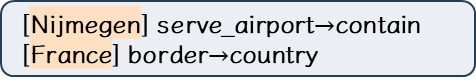 [Nijmegen] serve_airport→contain
[France] border→country